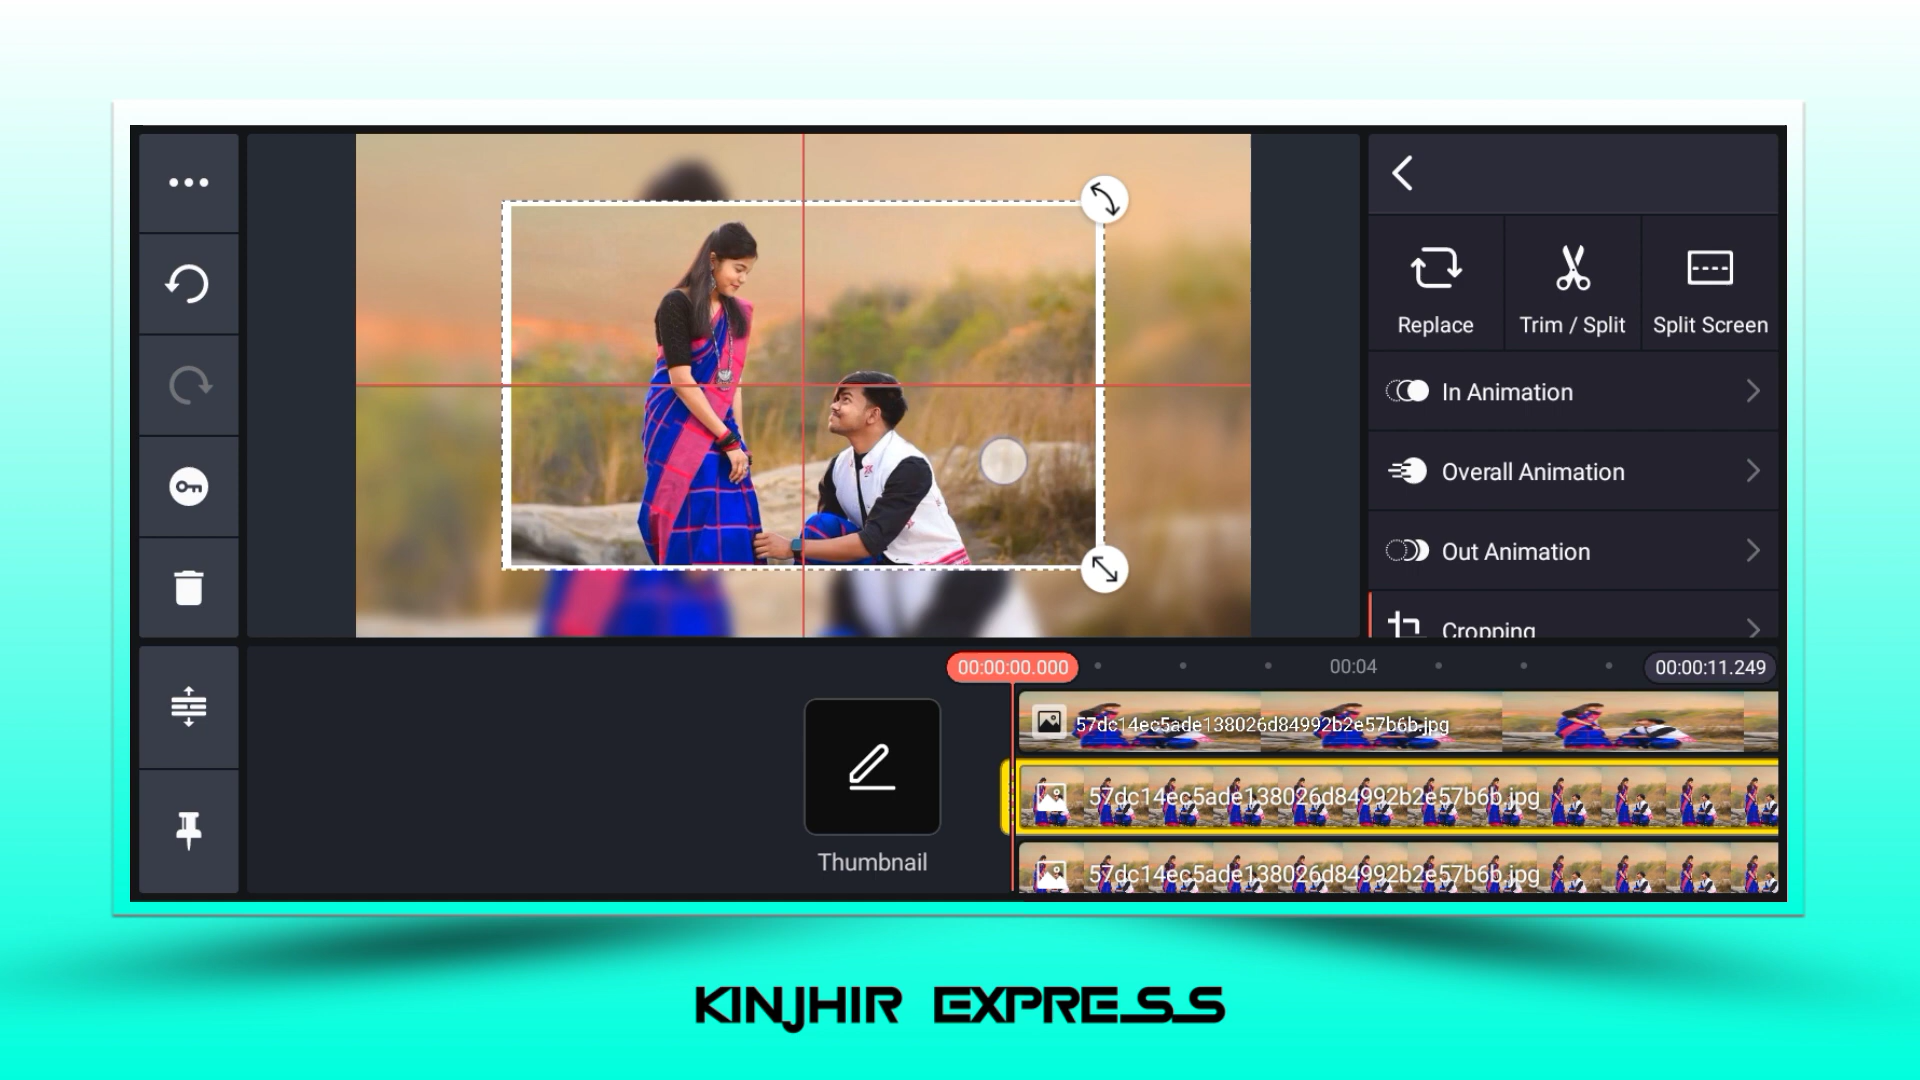 Replace
Trim / Split
Split Screen
In Animation
Overall Animation
Out Animation
Cropping
00:00:00.000
00:04
00:00:11.249
57dc14ec5ade138026d84992b2e57b6b.jpg
57dc14ec5ade138026d84992b2e57b6b.jpg
Thumbnail
57dc14ec5ade138026d84992b2e57b6b.jpg
KINJHIR EXPRESS